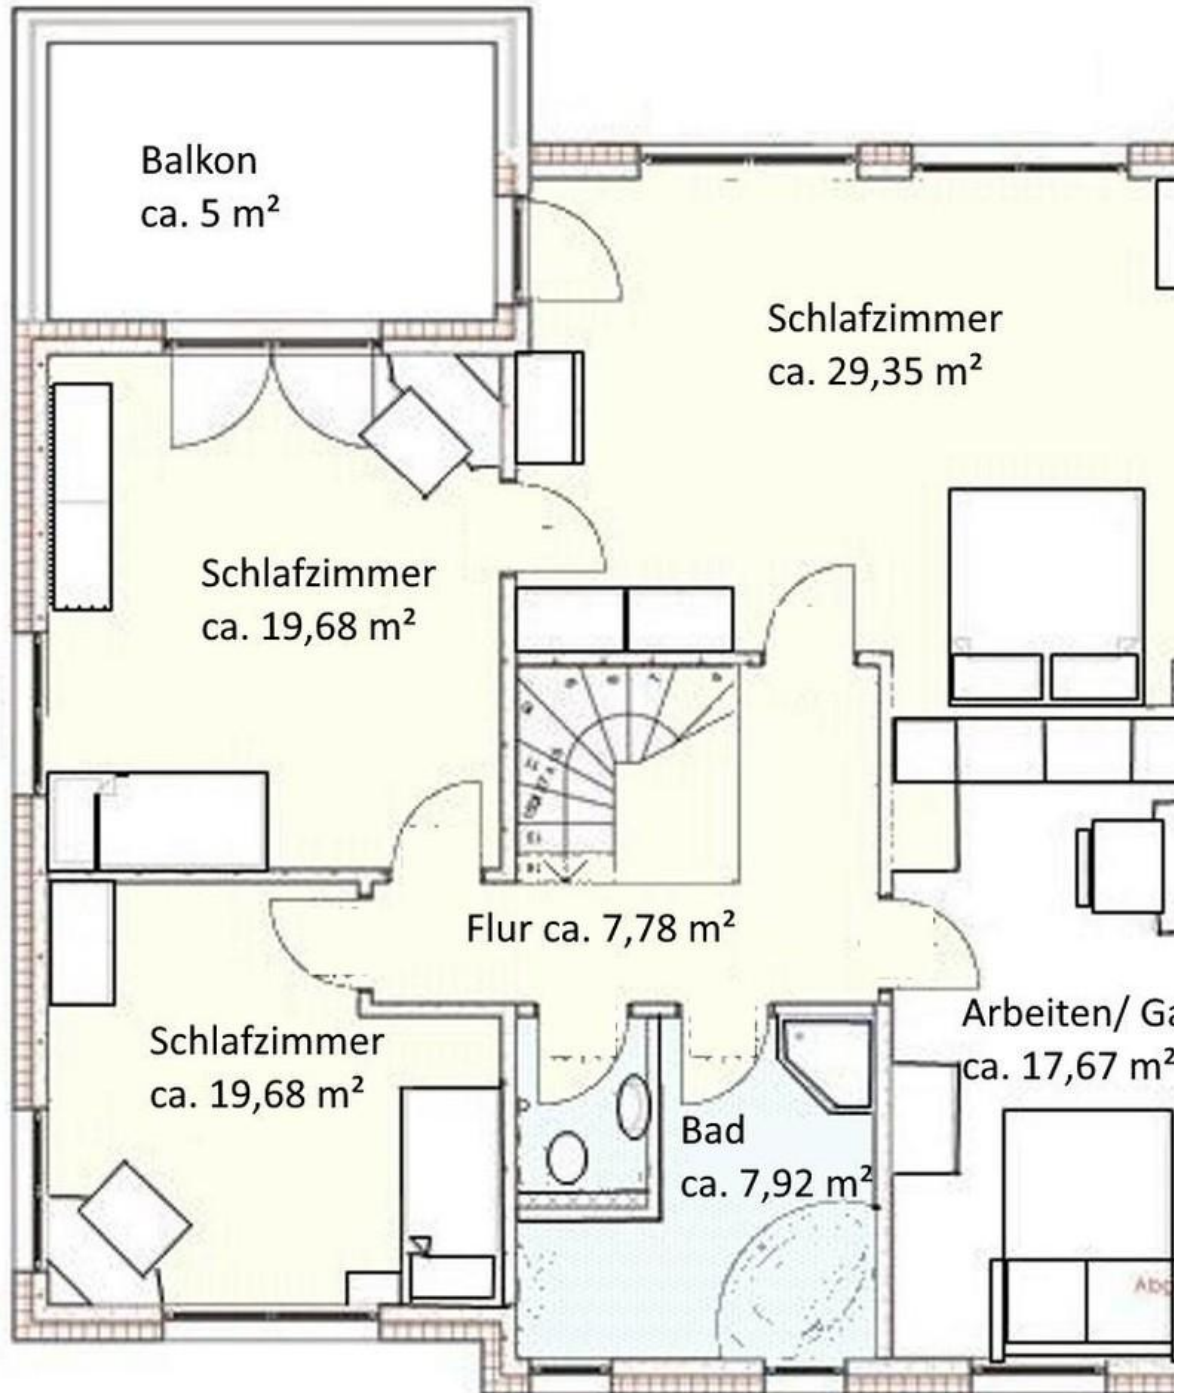 Balkon
ca. 5 m²
Schlafzimmer
ca. 29,35 m²
Schlafzimmer
ca. 19,68 m²
Flur ca. 7,78 m²
Schlafzimmer
ca. 19,68 m²
Arbeiten/ Ga
ca. 17,67 m²
Bad
ca. 7,92 m²